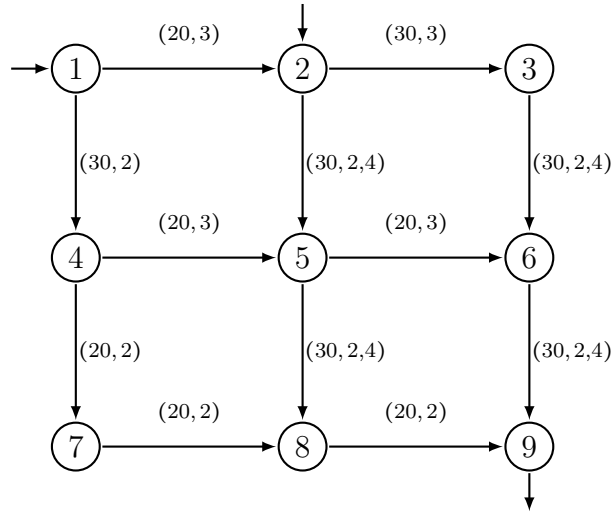 (20, 3) (30, 3)
1 2 3
(30, 2) (30, 2,4) (30, 2,4)
(20, 3) (20, 3)
4 5 6
(20, 2) (30, 2,4) (30, 2,4)
(20, 2) (20, 2)
7 8 9